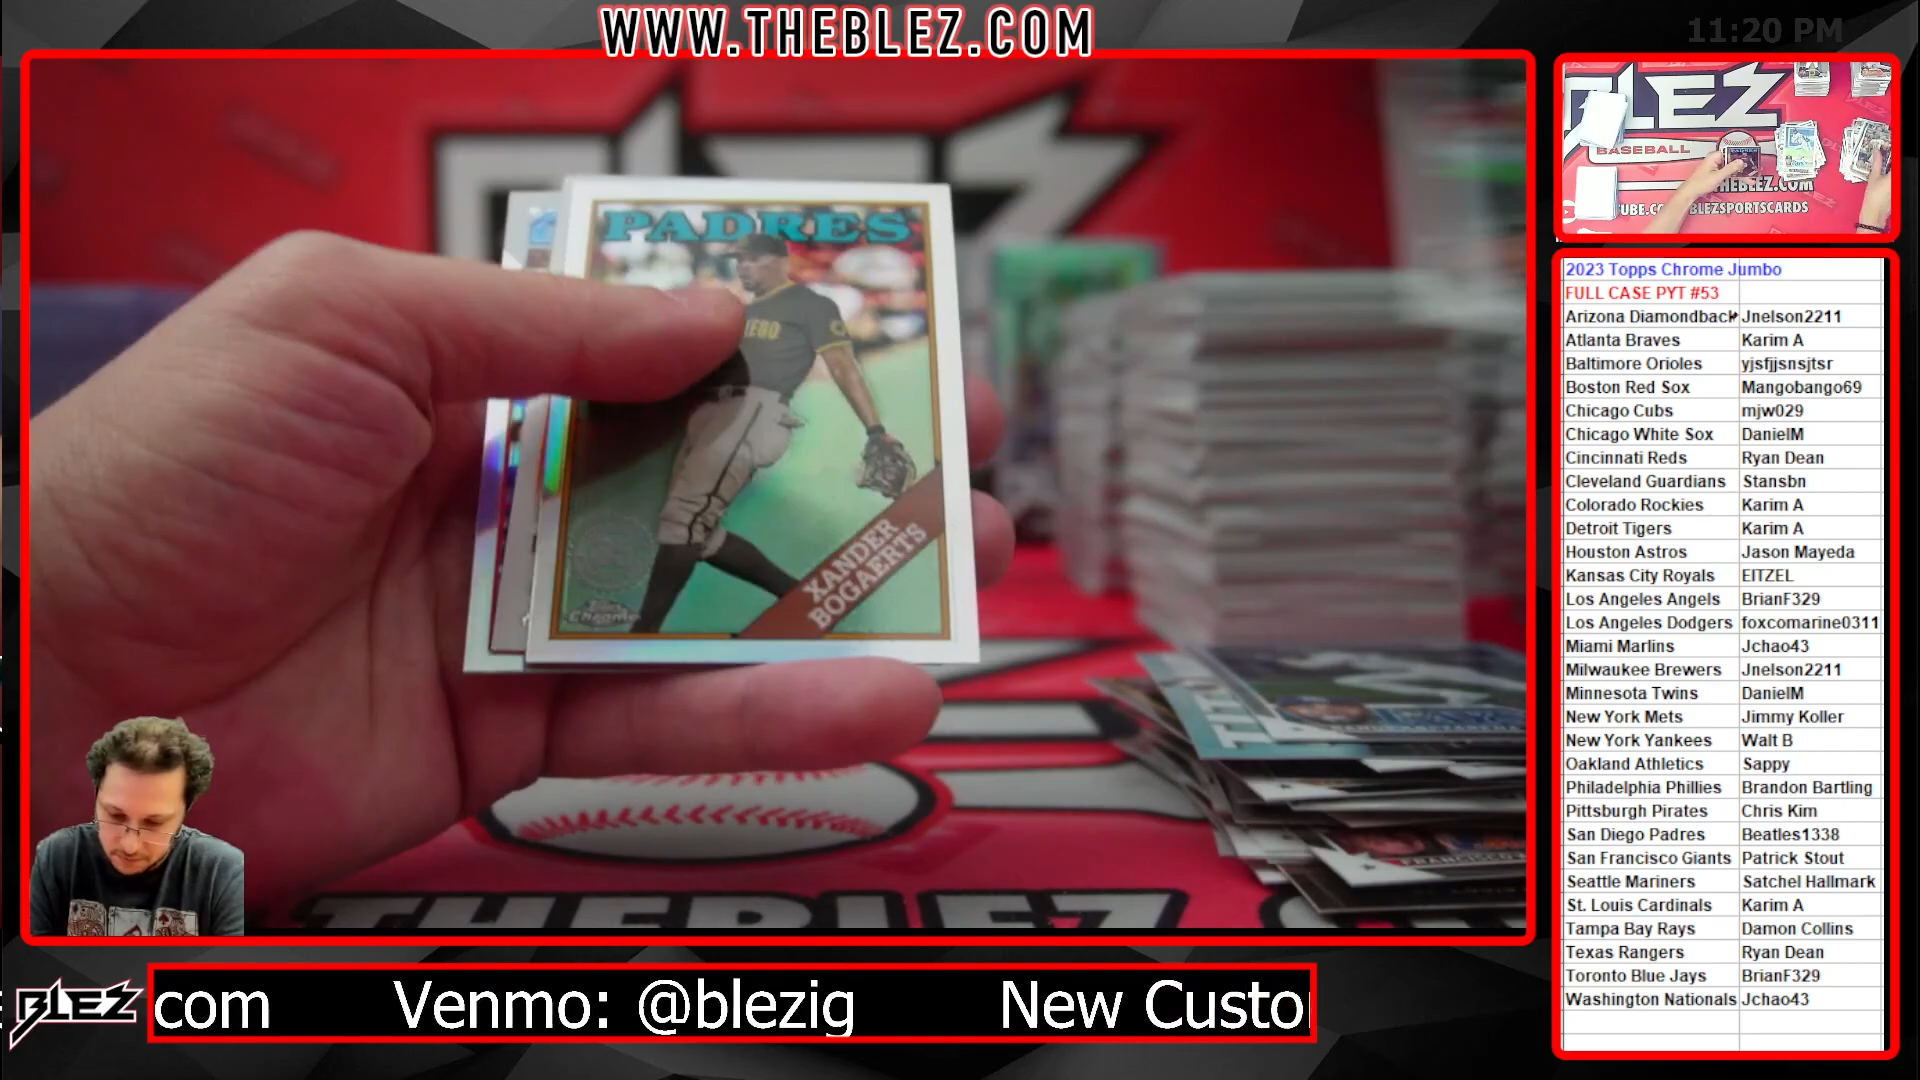 WWW.THEBLEZ.COM
11:20 PM
PADRES
XANDER
BOGAERTS
Chrome
THEBLEZ
BLEZ
BASEBALL
THEBLEZ.COM
BLEZSPORTSCARDS
2023 Topps Chrome Jumbo
FULL CASE PYT #53
Arizona Diamondback Jnelson2211
Atlanta Braves Karim A
Baltimore Orioles yjsfjjsnsjtsr
Boston Red Sox Mangobango69
Chicago Cubs mjw029
Chicago White Sox DanielM
Cincinnati Reds Ryan Dean
Cleveland Guardians Stansbn
Colorado Rockies Karim A
Detroit Tigers Karim A
Houston Astros Jason Mayeda
Kansas City Royals EITZEL
Los Angeles Angels BrianF329
Los Angeles Dodgers foxcomarine0311
Miami Marlins Jchao43
Milwaukee Brewers Jnelson2211
Minnesota Twins DanielM
New York Mets Jimmy Koller
New York Yankees Walt B
Oakland Athletics Sappy
Philadelphia Phillies Brandon Bartling
Pittsburgh Pirates Chris Kim
San Diego Padres Beatles1338
San Francisco Giants Patrick Stout
Seattle Mariners Satchel Hallmark
St. Louis Cardinals Karim A
Tampa Bay Rays Damon Collins
Texas Rangers Ryan Dean
Toronto Blue Jays BrianF329
Washington Nationals Jchao43
BLEZ
com Venmo: @blezig New Custo